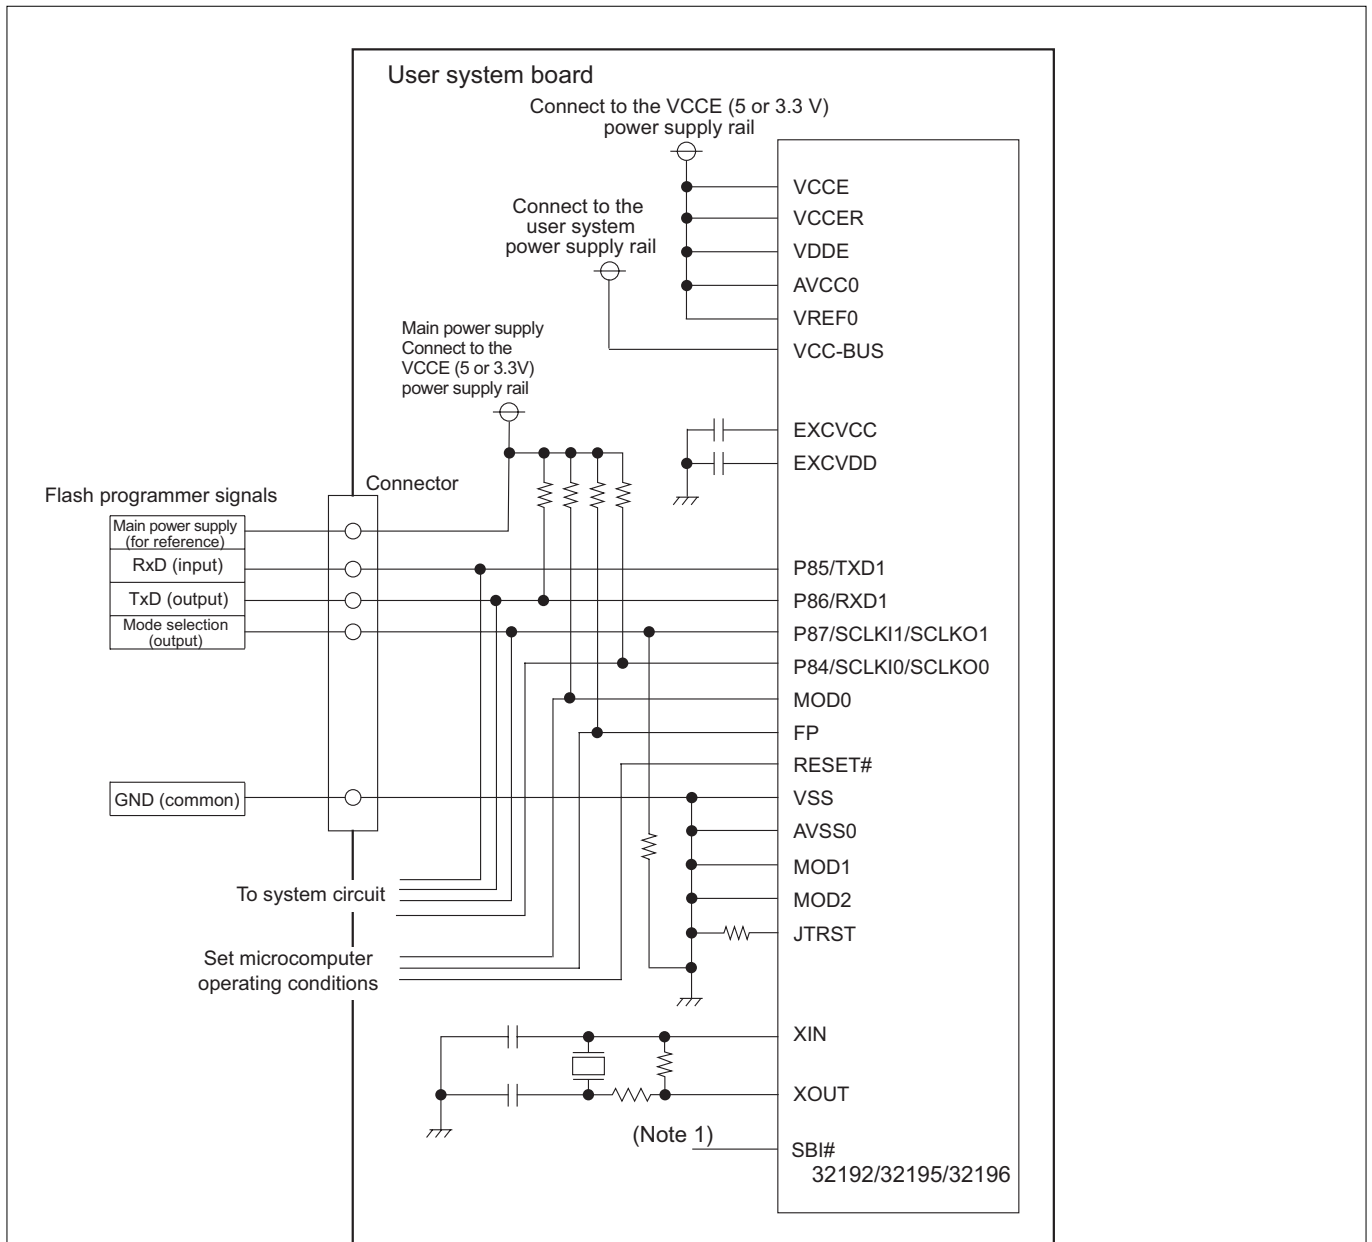 User system board
Connect to the VCCE (5 or 3.3 V)
power supply rail
Connect to the
user system
power supply rail
Main power supply
Connect to the
VCCE (5 or 3.3V)
power supply rail
Connector
Flash programmer signals
Main power supply
(for reference)
RxD (input)
TxD (output)
Mode selection
(output)
GND (common)
To system circuit
Set microcomputer
operating conditions
VCCE
VCCER
VDDE
AVCC0
VREF0
VCC-BUS
EXCVCC
EXCVDD
P85/TXD1
P86/RXD1
P87/SCLKI1/SCLKO1
P84/SCLKI0/SCLKO0
MOD0
FP
RESET#
VSS
AVSS0
MOD1
MOD2
JTRST
XIN
XOUT
(Note 1)
SBI#
32192/32195/32196